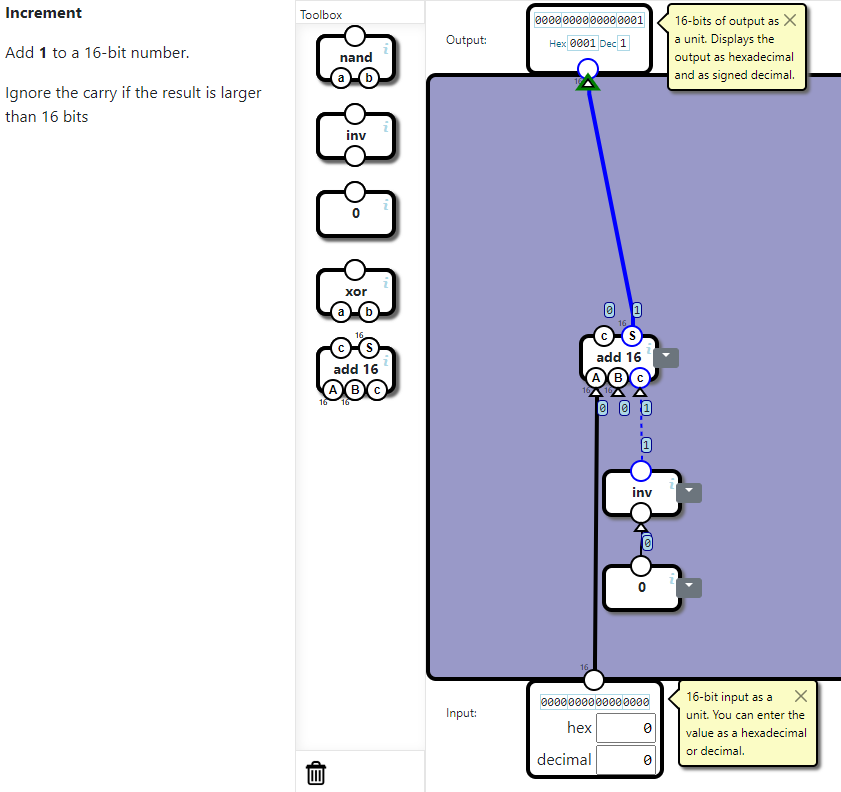 Increment
Add 1 to a 16-bit number.
Ignore the carry if the result is larger
than 16 bits
Toolbox
nand
i
a b
inv
i
0
i
xor
i
a b
16
c S
add 16
i
A B c
16 16
Output:
0000000000000001
Hex 0001 Dec 1
16
16-bits of output as
a unit. Displays the
output as hexadecimal
and as signed decimal.
0 1
16
c S
add 16
i
A B c
16 16
0 0 1
1
inv
i
0
0
i
16
Input:
0000000000000000
hex 0
decimal 0
16-bit input as a
unit. You can enter the
value as a hexadecimal
or decimal.